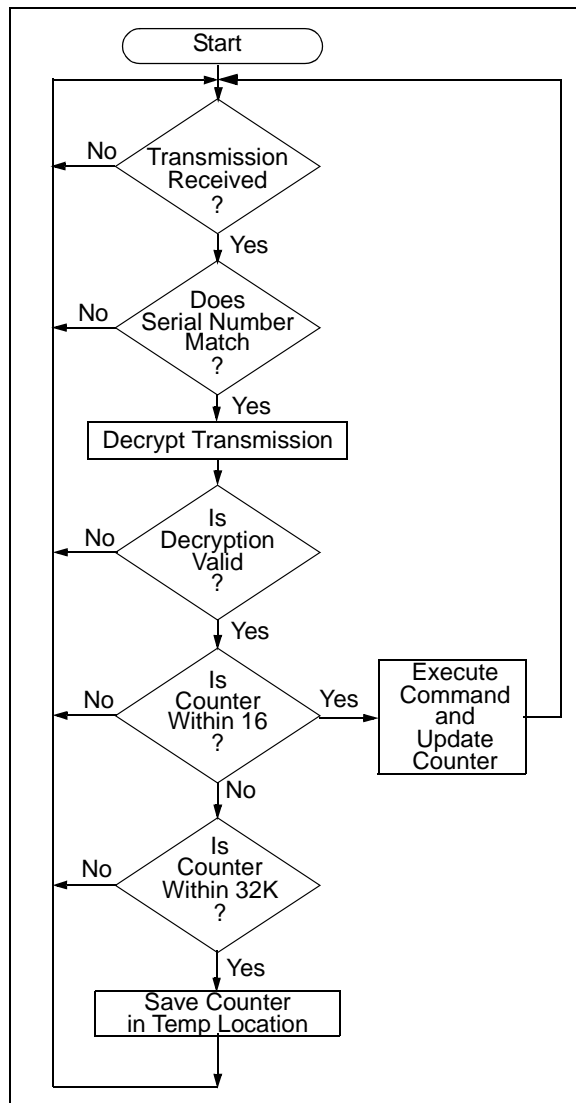 Start
No
Transmission
Received
?
Yes
Does
Serial Number
Match
?
No
Yes
Decrypt Transmission
Is
Decryption
Valid
?
No
Yes
Is
Counter
Within 16
?
No
Yes
Execute
Command
and
Update
Counter
No
Is
Counter
Within 32K
?
No
Yes
Save Counter
in Temp Location